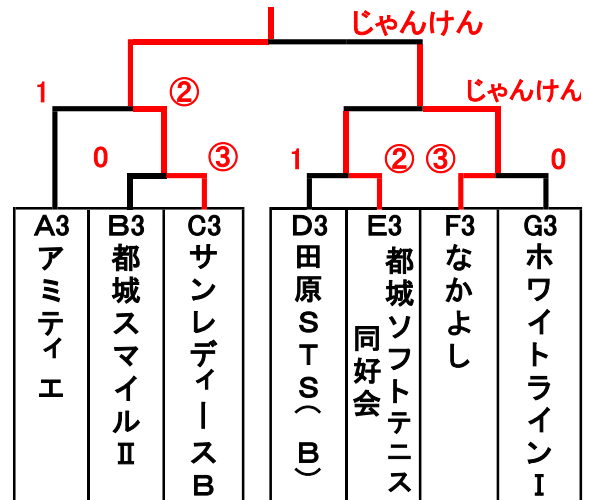 じゃんけん
1
②
じゃんけん
0
③
1
②
③
0
A3
B3
C3
D3
E3
F3
G3
アミティエ
都城スマイルⅡ
サンレディースB
田原STS(B)
都城ソフトテニス
同好会
なかよし
ホワイトラインI